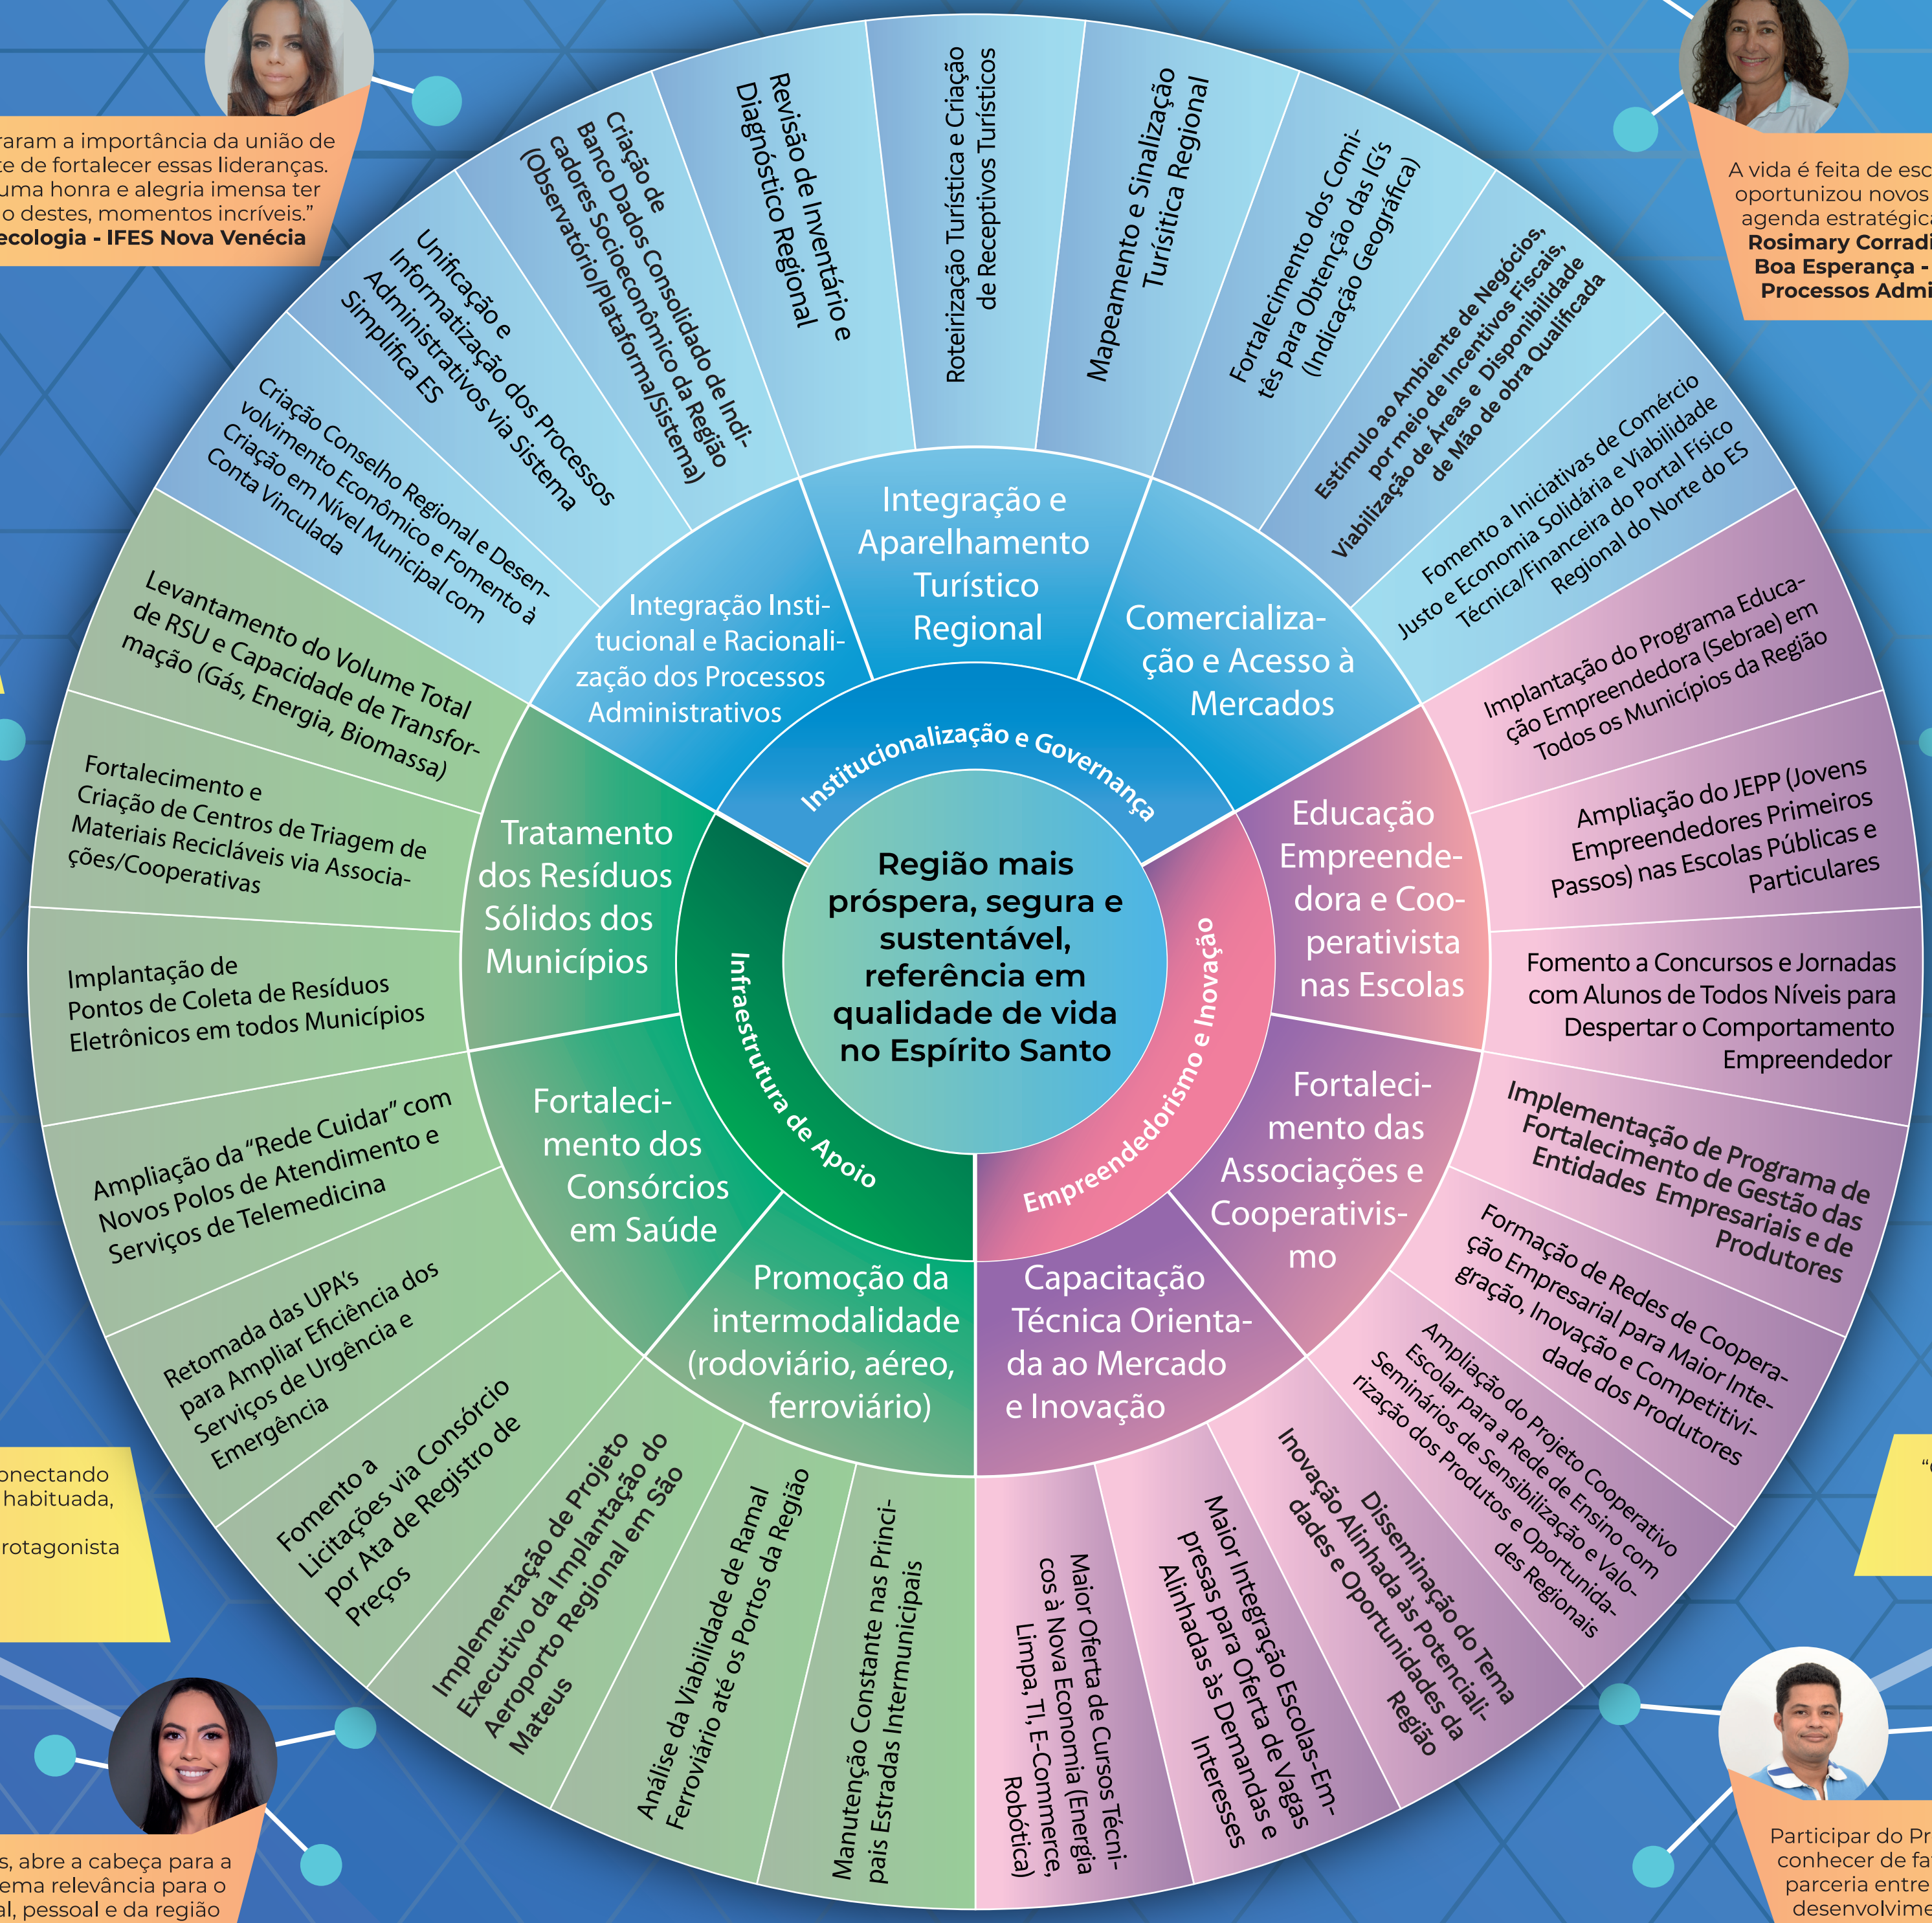 raram a importância da união de
te de fortalecer essas lideranças.
uma honra e alegria imensa ter
o destes, momentos incríveis.”
ecologia - IFES Nova Venécia
A vida é feita de esc
oportunizou novos
agenda estratégica
Rosimary Corradi
Boa Esperança -
Processos Admi
Região mais
próspera, segura e
sustentável,
referência em
qualidade de vida
no Espírito Santo
Institucionalização e Governança
Integração Insti-
tucional e Racionali-
zação dos Processos
Administrativos
Criação Conselho Regional e Desen-
volvimento Econômico e Fomento à
Criação em Nível Municipal com
Conta Vinculada
Unificação e
Informatização dos Processos
Administrativos via Sistema
Simplifica ES
Criação de
Banco Dados Consolidado de Indi-
cadores Socioeconômico da Região
(Observatório/Plataforma/Sistema)
Integração e
Aparelhamento
Turístico
Regional
Revisão de Inventário e
Diagnóstico Regional
Roteirização Turística e Criação
de Receptivos Turísticos
Mapeamento e Sinalização
Turísitica Regional
Comercializa-
ção e Acesso à
Mercados
Fortalecimento dos Comi-
tês para Obtenção das IG's
(Indicação Geográfica)
Estímulo ao Ambiente de Negócios,
por meio de Incentivos Fiscais,
Viabilização de Áreas e Disponibilidade
de Mão de obra Qualificada
Fomento a Iniciativas de Comércio
Justo e Economia Solidária e Viabilidade
Técnica/Financeira do Portal Físico
Regional do Norte do ES
Empreendedorismo e Inovação
Educação
Empreende-
dora e Coo-
perativista
nas Escolas
Implantação do Programa Educa-
ção Empreendedora (Sebrae) em
Todos os Municípios da Região
Ampliação do JEPP (Jovens
Empreendedores Primeiros
Passos) nas Escolas Públicas e
Particulares
Fomento a Concursos e Jornadas
com Alunos de Todos Níveis para
Despertar o Comportamento
Empreendedor
Fortaleci-
mento das
Associações e
Cooperativis-
mo
Implementação de Programa de
Fortalecimento de Gestão das
Entidades Empresariais e de
Produtores
Formação de Redes de Coopera-
ção Empresarial para Maior Inte-
gração, Inovação e Competitivi-
dade dos Produtores
Ampliação do Projeto Cooperativo
Escolar para a Rede de Ensino com
Seminários de Sensibilização e Valo-
rização dos Produtos e Oportunida-
des Regionais
Capacitação
Técnica Orienta-
da ao Mercado
e Inovação
Disseminação do Tema
Inovação Alinhada às Potenciali-
dades e Oportunidades da
Região
Maior Integração Escolas-Em-
presas para Oferta de Vagas
Alinhadas às Demandas e
Interesses
Maior Oferta de Cursos Técni-
cos à Nova Economia (Energia
Limpa, TI, E-Commerce,
Robótica)
Infraestrutura de Apoio
Promoção da
intermodalidade
(rodoviário, aéreo,
ferroviário)
Manutenção Constante nas Princi-
pais Estradas Intermunicipais
Análise da Viabilidade de Ramal
Ferroviário até os Portos da Região
Implementação de Projeto
Executivo da Implantação do
Aeroporto Regional em São
Mateus
Fortaleci-
mento dos
Consórcios
em Saúde
Fomento a
Licitações via Consórcio
por Ata de Registro de
Preços
Retomada das UPA's
para Ampliar Eficiência dos
Serviços de Urgência e
Emergência
Ampliação da “Rede Cuidar” com
Novos Polos de Atendimento e
Serviços de Telemedicina
Tratamento
dos Resíduos
Sólidos dos
Municípios
Implantação de
Pontos de Coleta de Resíduos
Eletrônicos em todos Municípios
Fortalecimento e
Criação de Centros de Triagem de
Materiais Recicláveis via Associa-
ções/Cooperativas
Levantamento do Volume Total
de RSU e Capacidade de Transfor-
mação (Gás, Energia, Biomassa)
onectando
habituada,
rotagonista
s, abre a cabeça para a
ema relevância para o
al, pessoal e da região
Participar do Pr
conhecer de fa
parceria entre
desenvolvime